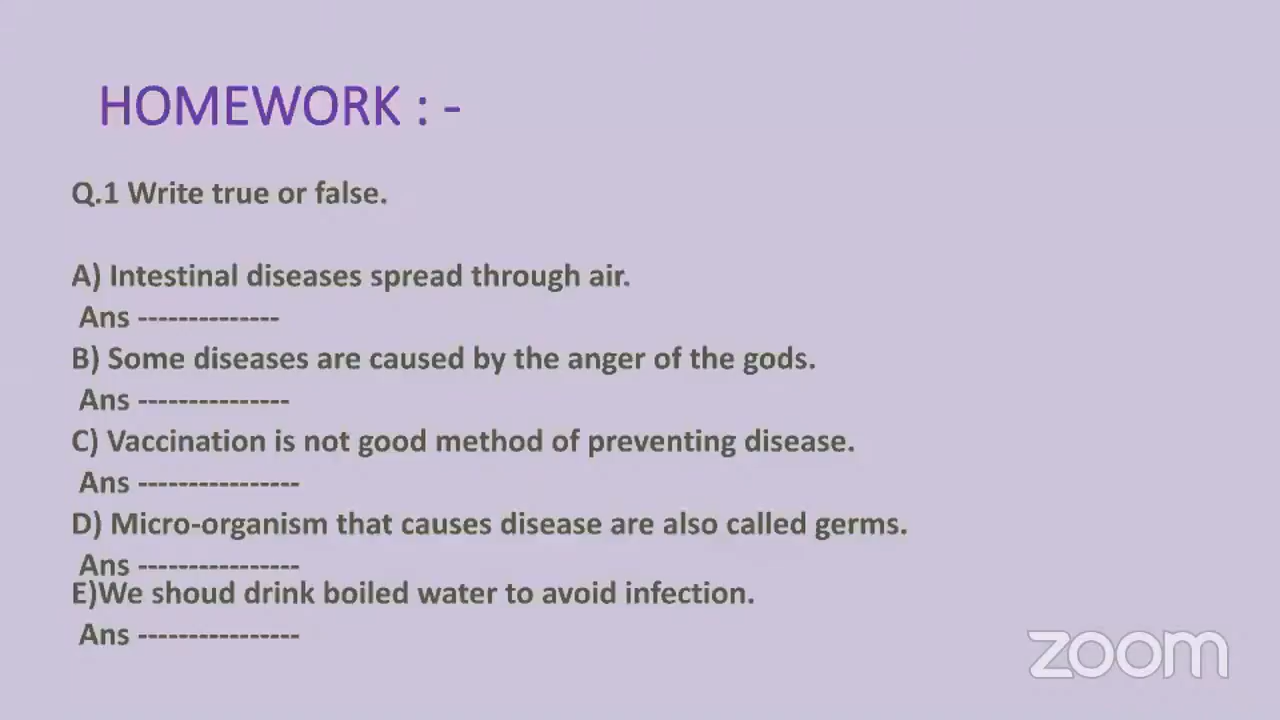 HOMEWORK : -
Q.1 Write true or false.
A) Intestinal diseases spread through air.
Ans --------------
B) Some diseases are caused by the anger of the gods.
Ans ---------------
C) Vaccination is not good method of preventing disease.
Ans ----------------
D) Micro-organism that causes disease are also called germs.
Ans ----------------
E)We shoud drink boiled water to avoid infection.
Ans ----------------
zoom